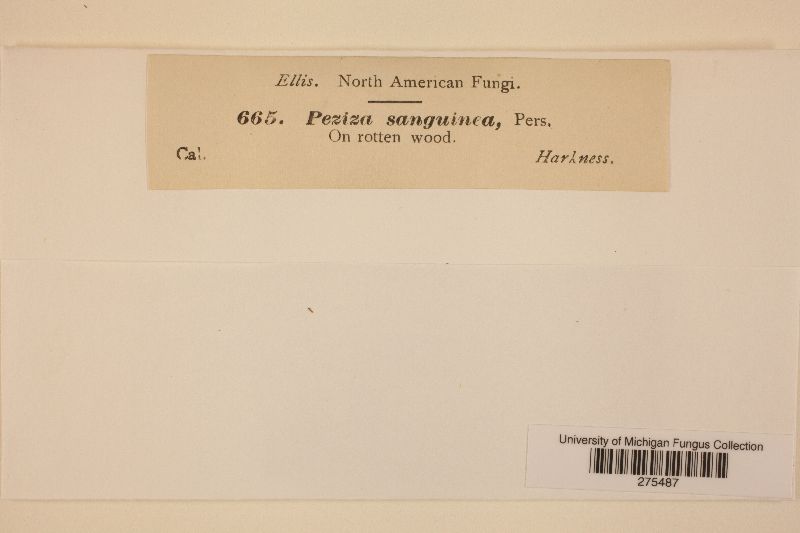 Ellis. North American Fungi.
665. Peziza sanguinea, Pers.
On rotten wood.
Cal. Harkness.
University of Michigan Fungus Collection
275487